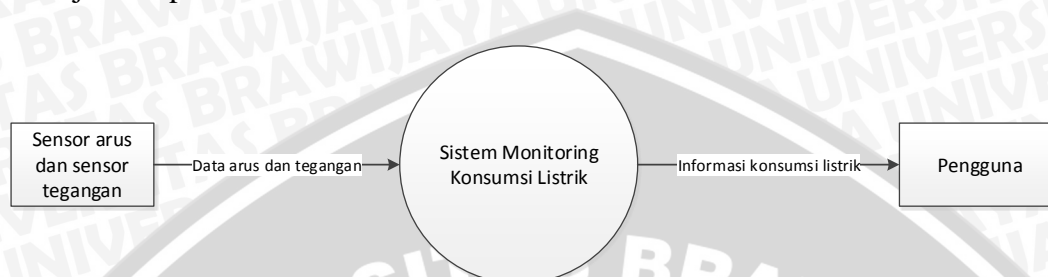 Sensor arus
dan sensor
tegangan
Data arus dan tegangan
Sistem Monitoring
Konsumsi Listrik
Informasi konsumsi listrik
Pengguna